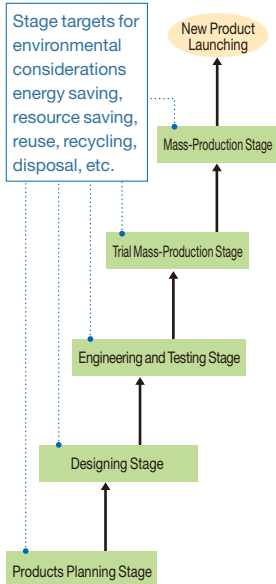 Stage targets for
environmental
considerations
energy saving,
resource saving,
reuse, recycling,
disposal, etc.
New Product
Launching
Mass-Production Stage
Trial Mass-Production Stage
Engineering and Testing Stage
Designing Stage
Products Planning Stage